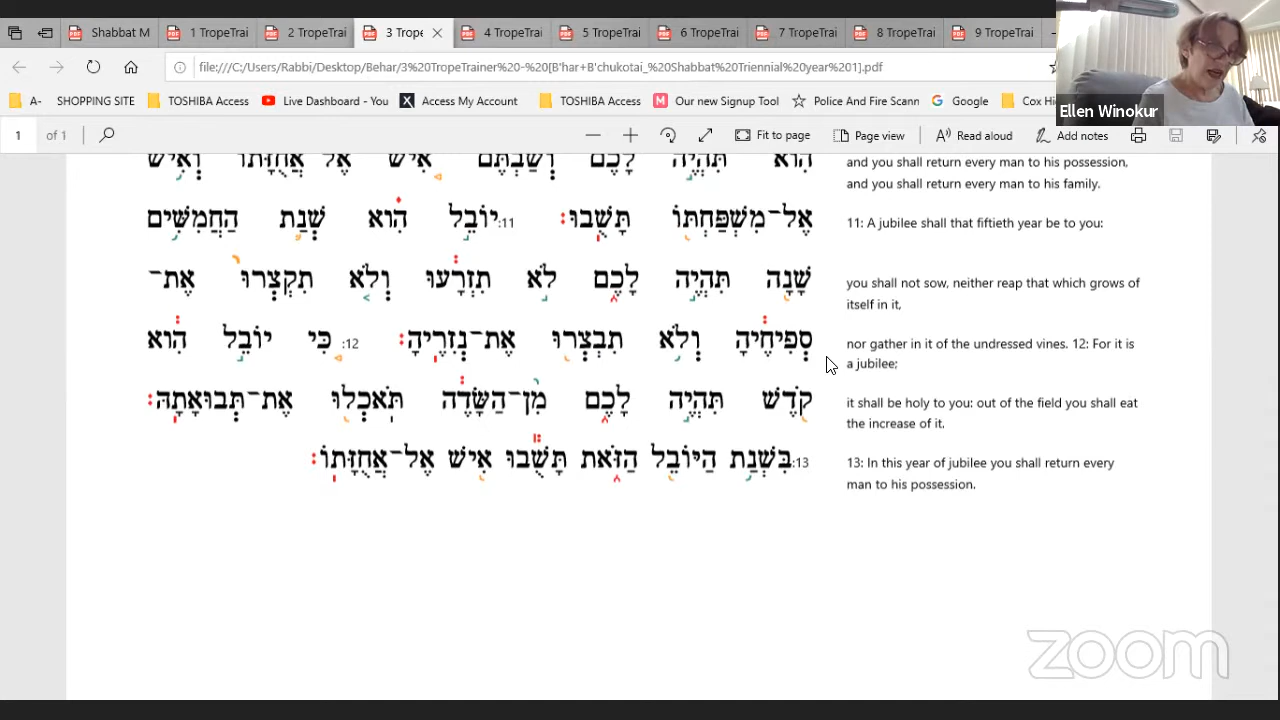 Shabbat M
1 TropeTrai
2 TropeTrai
3 Trope
4 TropeTrai
5 TropeTrai
6 TropeTrai
7 TropeTrai
8 TropeTrai
9 TropeTrai
file:///C:/Users/Rabbi/Desktop/Behar/3%20TropeTrainer%20-%20[B'har+B'chukotai_%20Shabbat%20Triennial%20year%201].pdf
Ellen Winokur
A- SHOPPING SITE
TOSHIBA Access
Live Dashboard - You
Access My Account
TOSHIBA Access
Our new Signup Tool
Police And Fire Scann
Google
Cox Hi
1 of 1
Fit to page
Page view
Read aloud
Add notes
הִוא תִּהְיֶה לָכֶם וְשַׁבְתֶּם אִישׁ אֶל־אֲחֻזָּתוֹ וְאִישׁ
and you shall return every man to his possession,
and you shall return every man to his family.
אֶל־מִשְׁפַּחְתּוֹ תָּשֻׁבוּ׃ 11: יוֹבֵל הִוא שְׁנַת הַחֲמִשִּׁים
11: A jubilee shall that fiftieth year be to you:
שָׁנָה תִּהְיֶה לָכֶם לֹא תִזְרָעוּ וְלֹא תִקְצְרוּ אֶת־
you shall not sow, neither reap that which grows of
itself in it,
סְפִיחֶיהָ וְלֹא תִבְצְרוּ אֶת־נְזִרֶיהָ׃ 12: כִּי יוֹבֵל הִוא
nor gather in it of the undressed vines. 12: For it is
a jubilee;
קֹדֶשׁ תִּהְיֶה לָכֶם מִן־הַשָּׂדֶה תֹּאכְלוּ אֶת־תְּבוּאָתָהּ׃
it shall be holy to you: out of the field you shall eat
the increase of it.
13: בִּשְׁנַת הַיּוֹבֵל הַזֹּאת תָּשֻׁבוּ אִישׁ אֶל־אֲחֻזָּתוֹ׃
13: In this year of jubilee you shall return every
man to his possession.
zoom